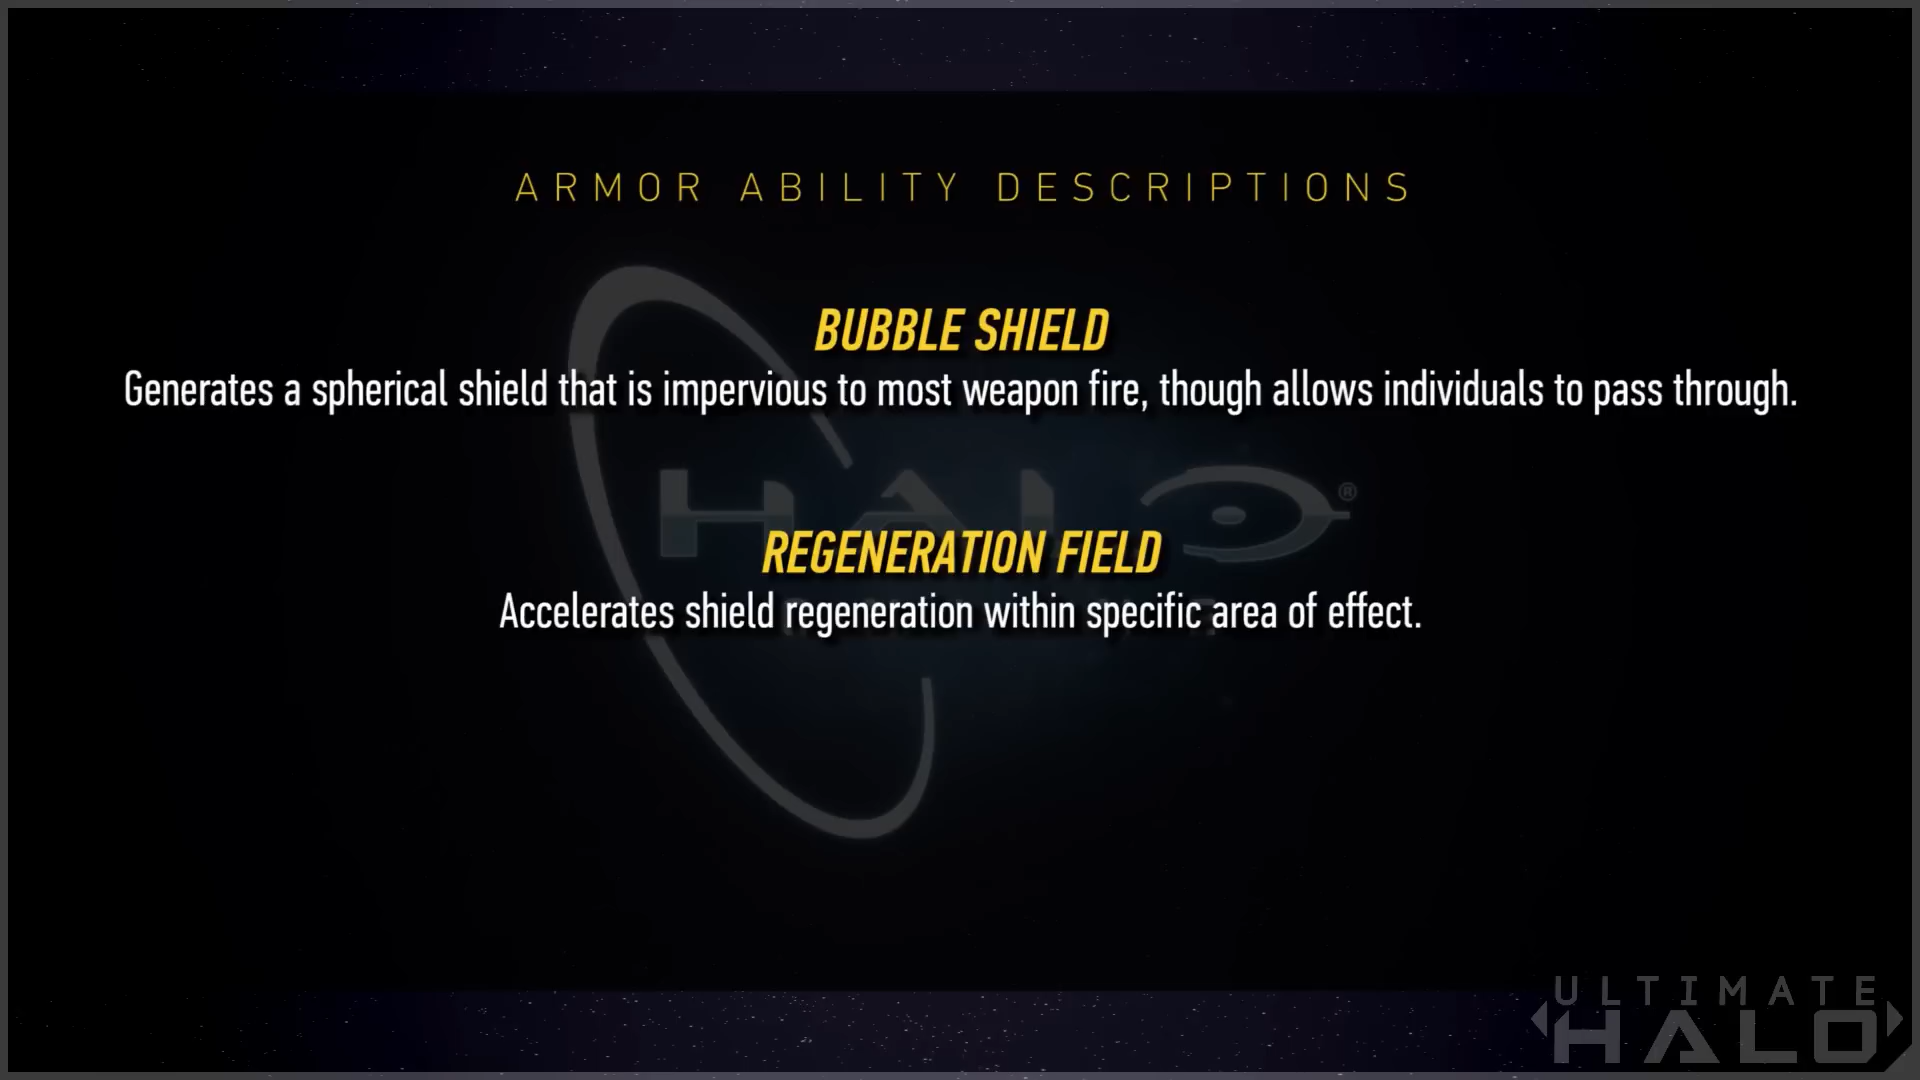 ARMOR ABILITY DESCRIPTIONS
BUBBLE SHIELD
Generates a spherical shield that is impervious to most weapon fire, though allows individuals to pass through.
HALO®
REGENERATION FIELD
Accelerates shield regeneration within specific area of effect.
ULTIMATE
HALO